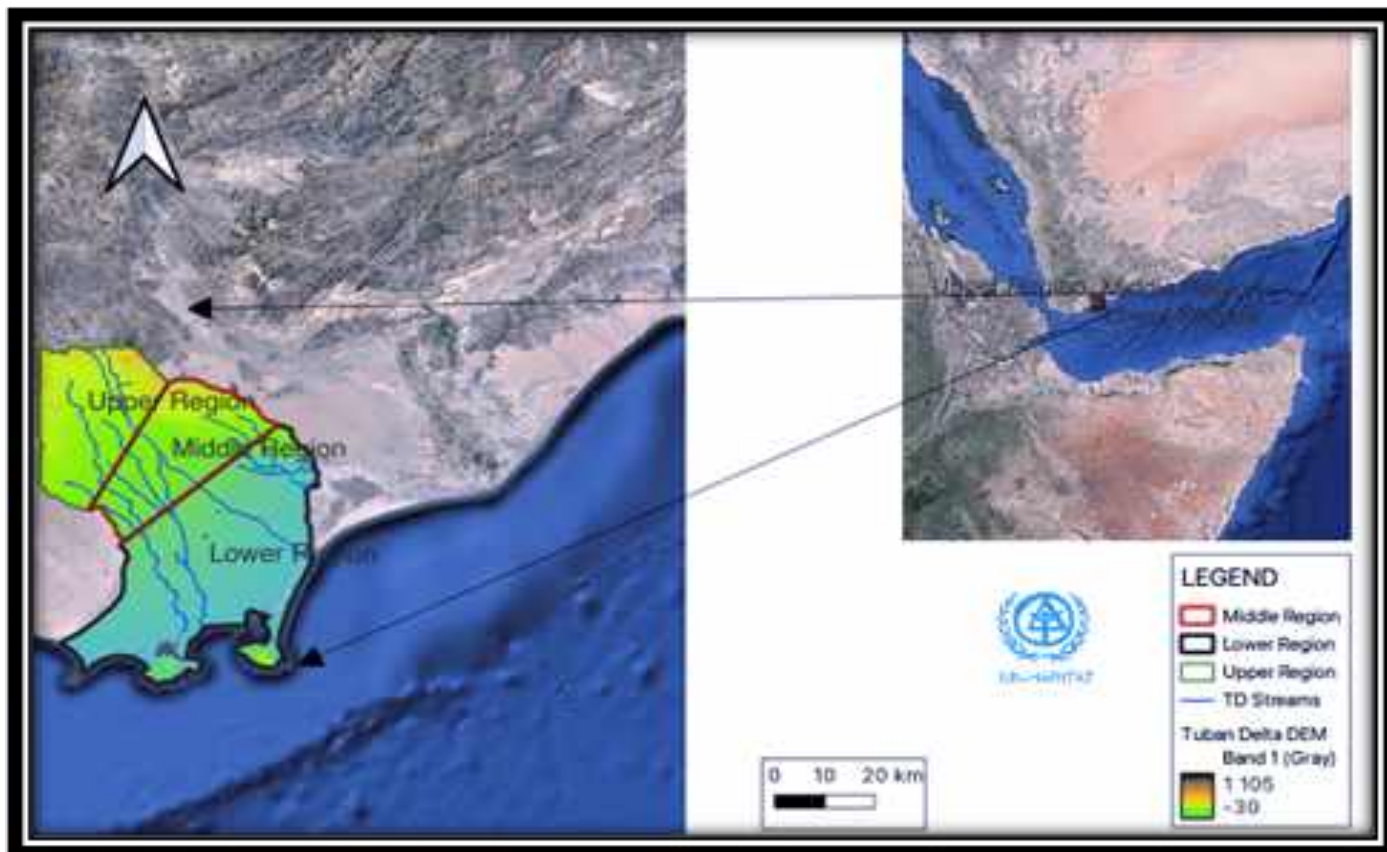 Upper Region
Middle Region
Lower Region
LEGEND
Middle Region
Lower Region
Upper Region
TD Streams
Tuban Delta DEM
Band 1 (Gray)
1 105
-30
0 10 20 km